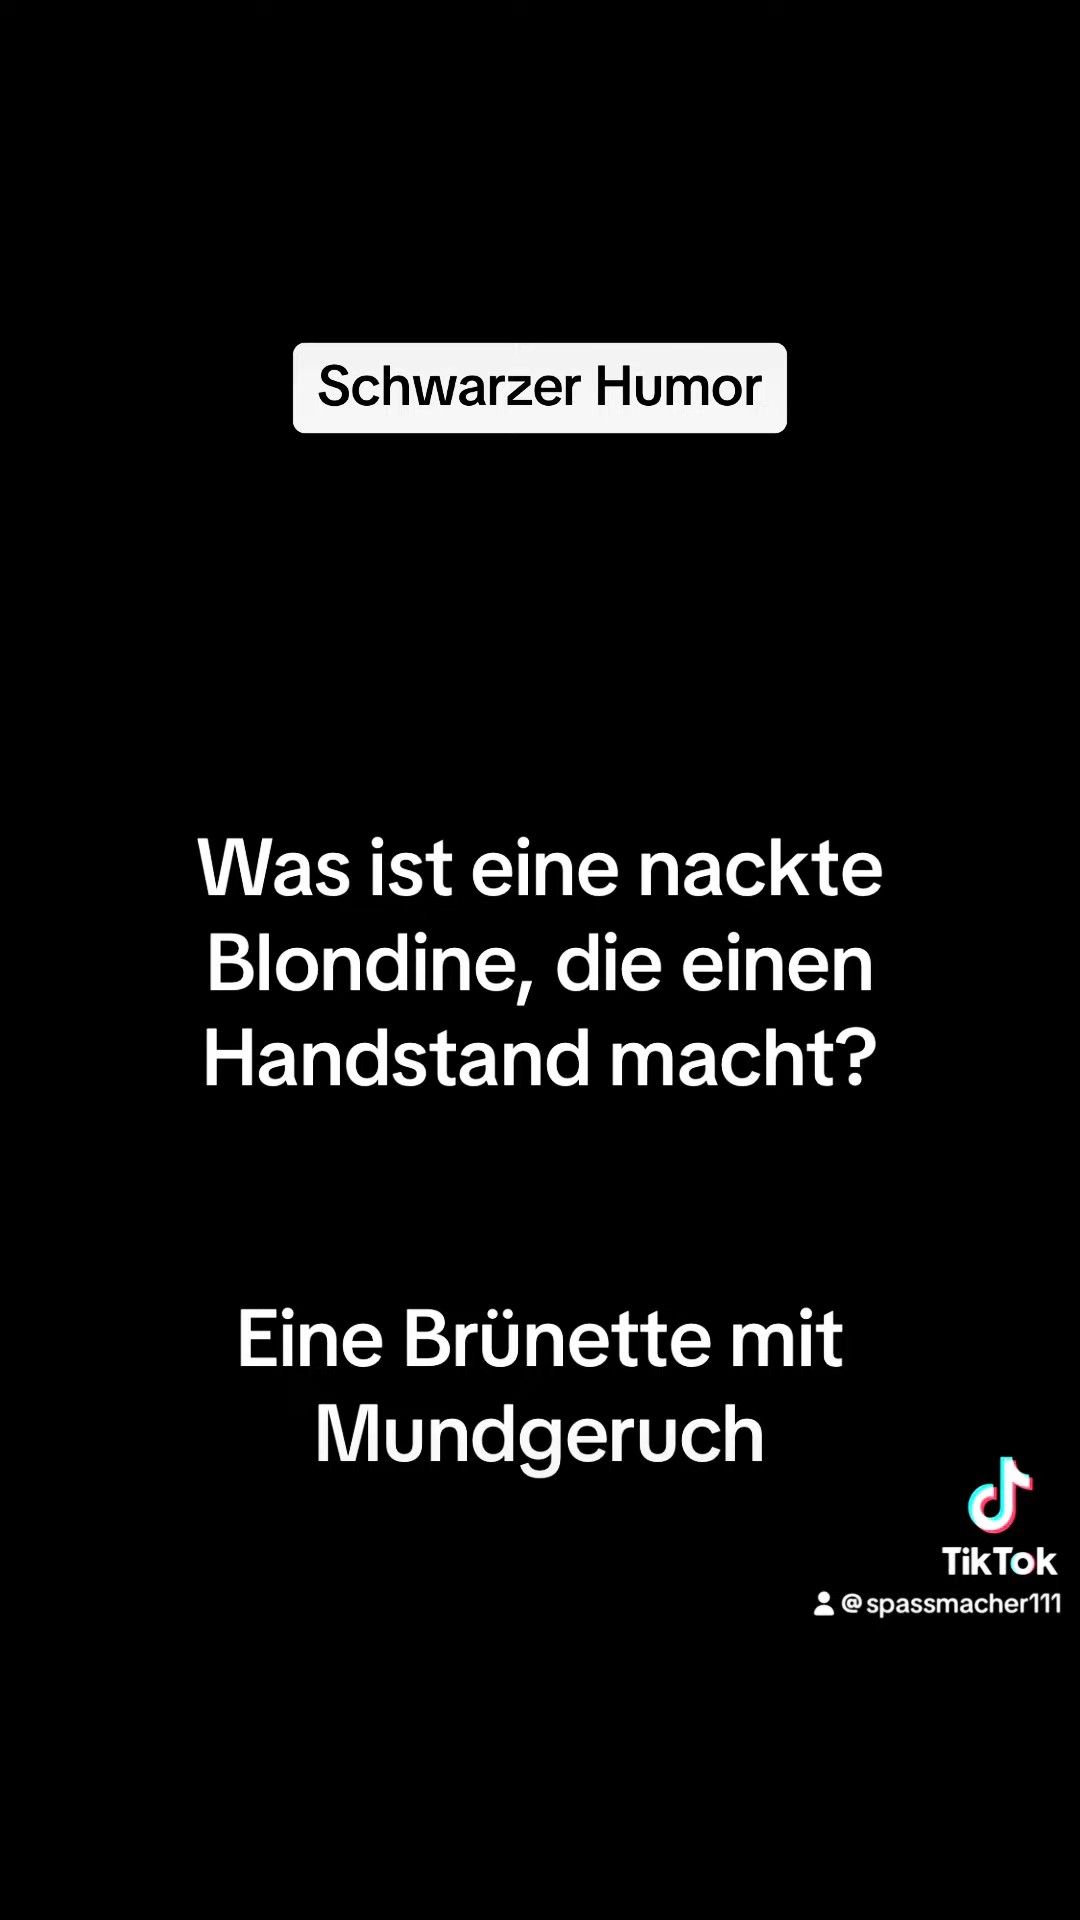 Schwarzer Humor
Was ist eine nackte
Blondine, die einen
Handstand macht?
Eine Brünette mit
Mundgeruch
TikTok
@spassmacher111